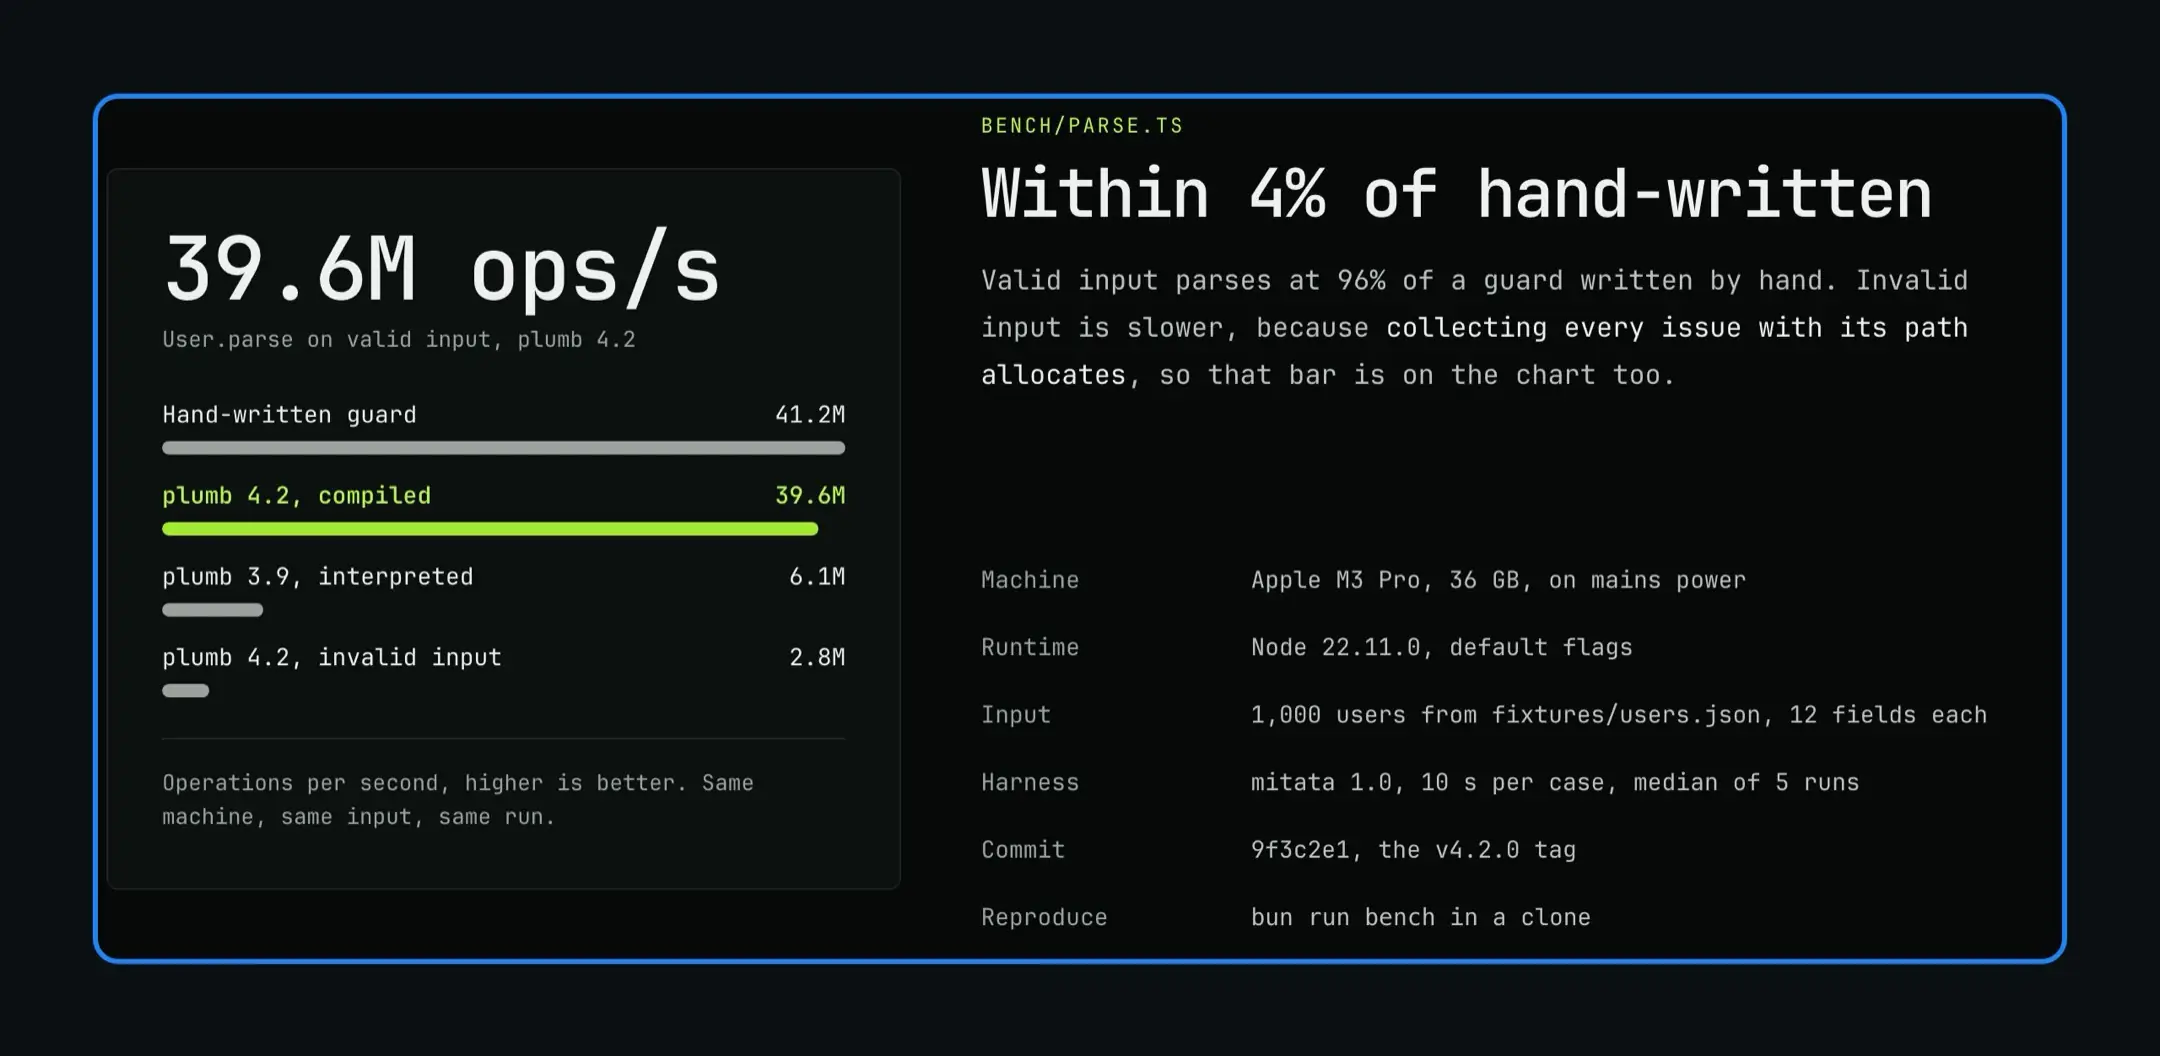 39.6M ops/s
User.parse on valid input, plumb 4.2
Hand-written guard 41.2M
plumb 4.2, compiled 39.6M
plumb 3.9, interpreted 6.1M
plumb 4.2, invalid input 2.8M
Operations per second, higher is better. Same
machine, same input, same run.
BENCH/PARSE.TS
Within 4% of hand-written
Valid input parses at 96% of a guard written by hand. Invalid
input is slower, because collecting every issue with its path
allocates, so that bar is on the chart too.
Machine Apple M3 Pro, 36 GB, on mains power
Runtime Node 22.11.0, default flags
Input 1,000 users from fixtures/users.json, 12 fields each
Harness mitata 1.0, 10 s per case, median of 5 runs
Commit 9f3c2e1, the v4.2.0 tag
Reproduce bun run bench in a clone